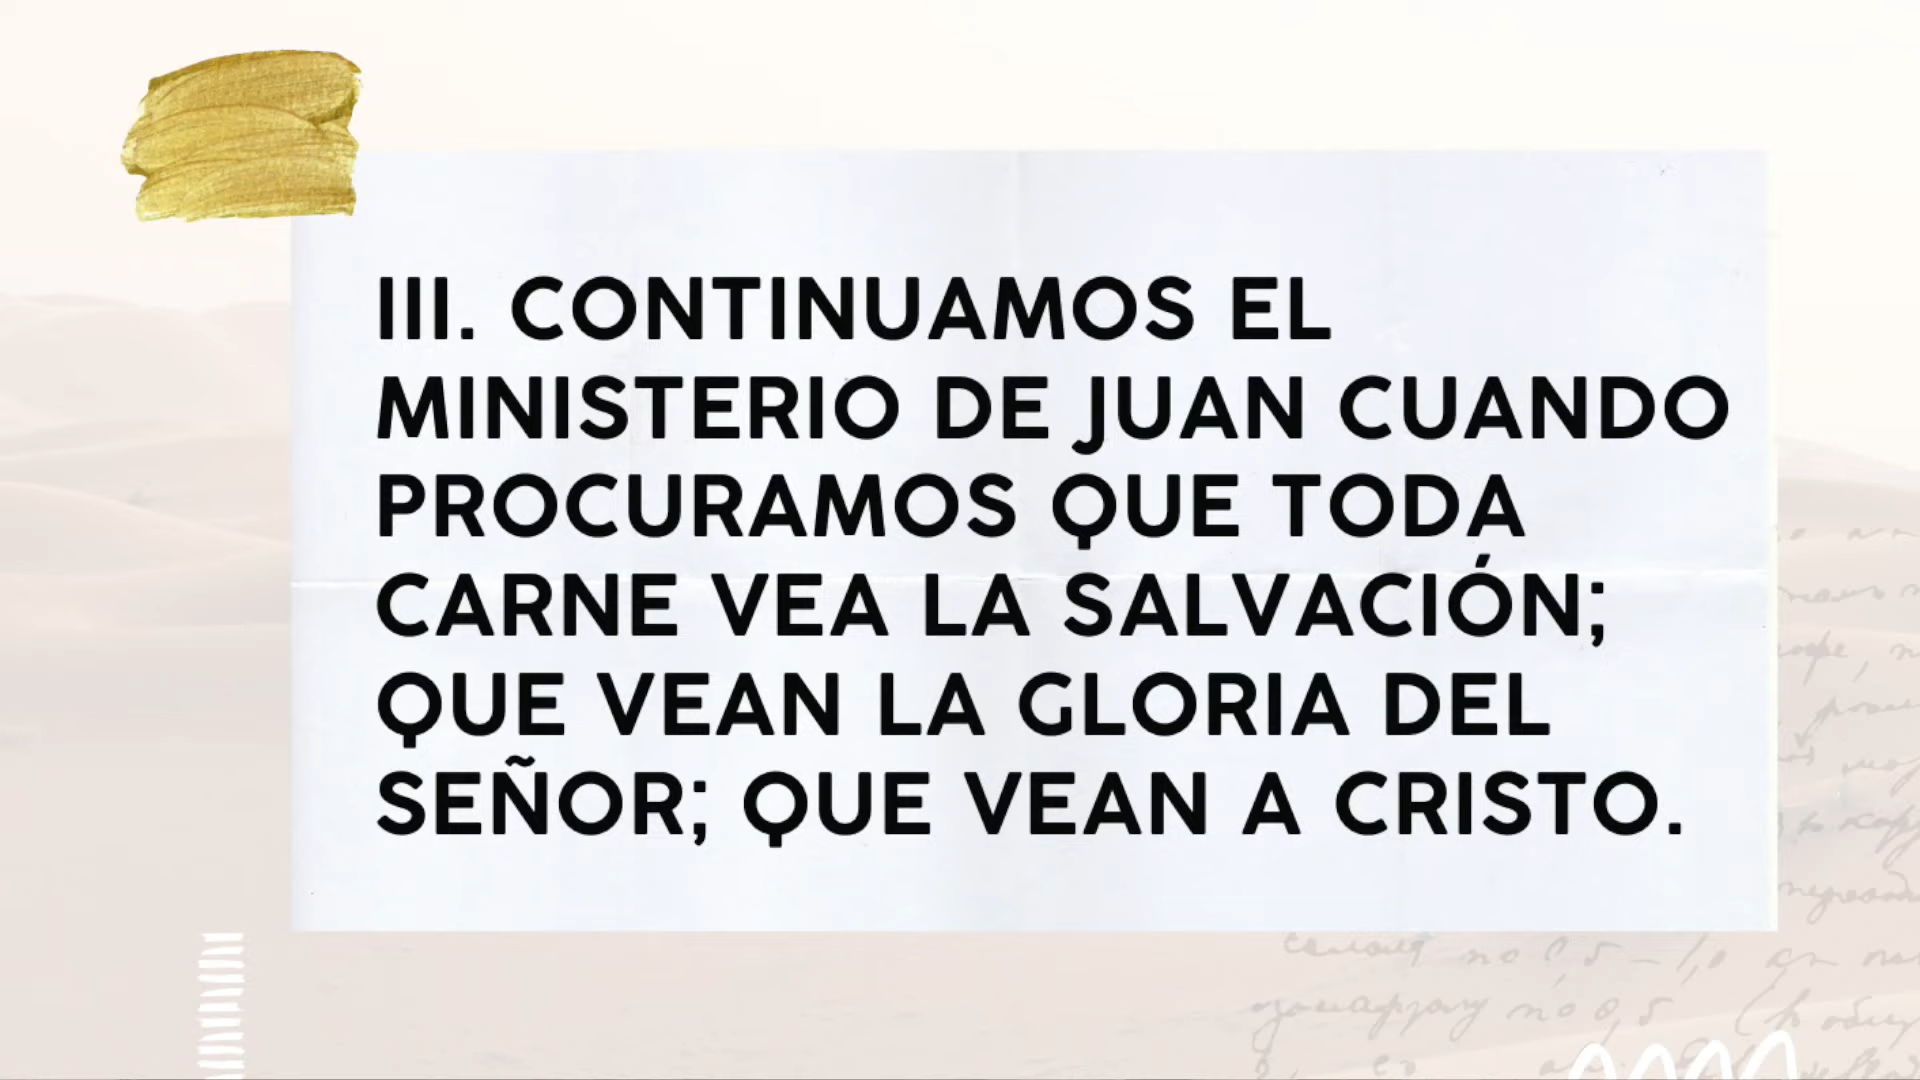 III. CONTINUAMOS EL
MINISTERIO DE JUAN CUANDO
PROCURAMOS QUE TODA
CARNE VEA LA SALVACIÓN;
QUE VEAN LA GLORIA DEL
SEÑOR; QUE VEAN A CRISTO.